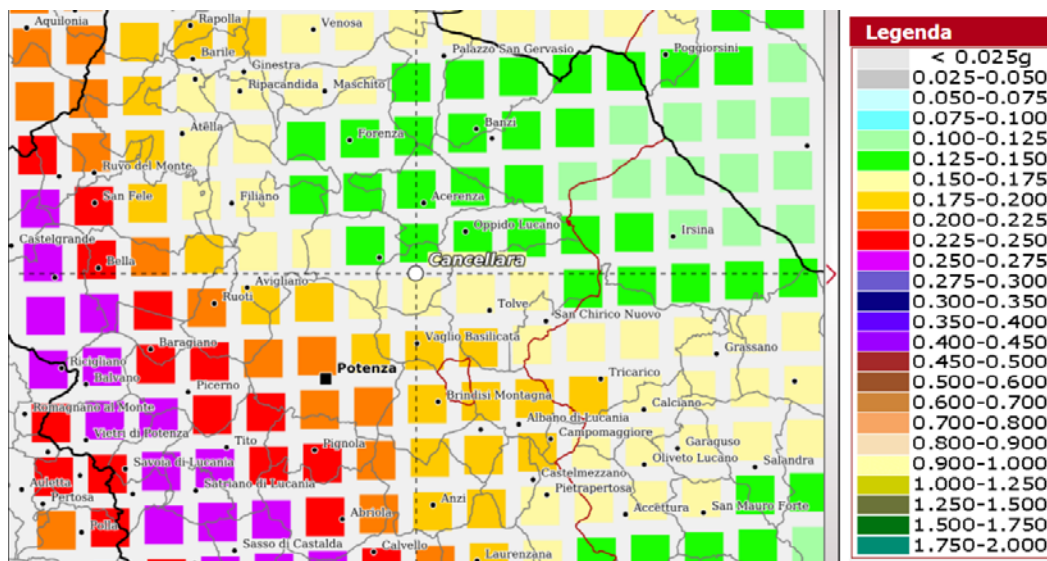 Aquilonia
Rapolla
Venosa
Barile
Palazzo San Gervasio
Poggiorsini
Ginestra
Ripacandida
Maschito
Atella
Forenza
Banzi
Ruvo del Monte
San Fele
Filiano
Acerenza
Castelgrande
Oppido Lucano
Irsina
Bella
Cancellara
Avigliano
Ruoti
Tolve
San Chirico Nuovo
Baragiano
Vaglio Basilicata
Grassano
Ricigliano
Balvano
Potenza
Tricarico
Picerno
Romagnano al Monte
Brindisi Montagna
Calciano
Albano di Lucania
Vietri di Potenza
Tito
Pignola
Campomaggiore
Garaguso
Savoia di Lucania
Oliveto Lucano
Salandra
Auletta
Satriano di Lucania
Castelmezzano
Pertosa
Anzi
Pietrapertosa
Polla
Abriola
Accettura
San Mauro Forte
Sasso di Castalda
Calvello
Laurenzana
Legenda
< 0.025g
0.025-0.050
0.050-0.075
0.075-0.100
0.100-0.125
0.125-0.150
0.150-0.175
0.175-0.200
0.200-0.225
0.225-0.250
0.250-0.275
0.275-0.300
0.300-0.350
0.350-0.400
0.400-0.450
0.450-0.500
0.500-0.600
0.600-0.700
0.700-0.800
0.800-0.900
0.900-1.000
1.000-1.250
1.250-1.500
1.500-1.750
1.750-2.000